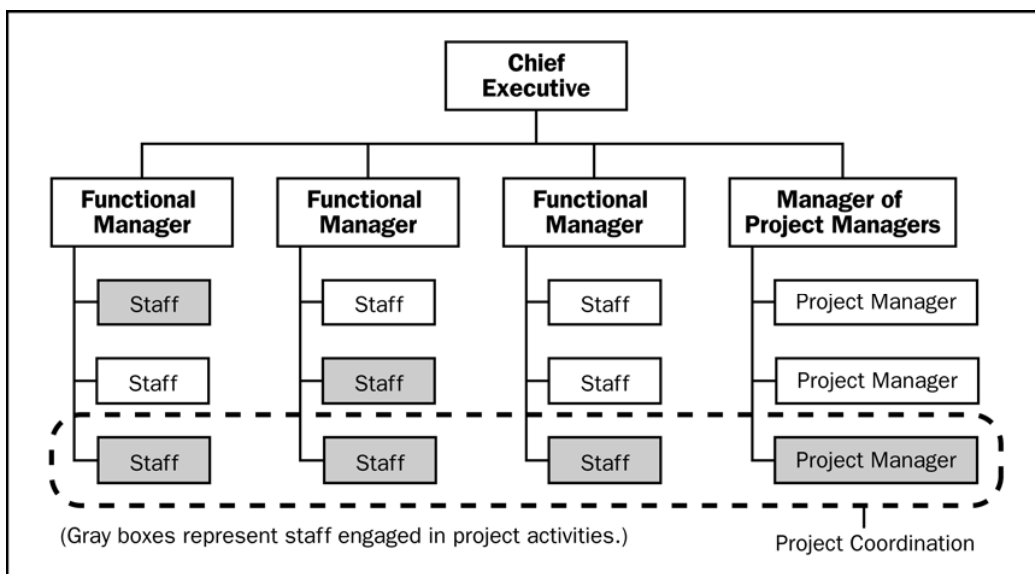 Chief
Executive
Functional
Manager
Functional
Manager
Functional
Manager
Manager of
Project Managers
Staff
Staff
Staff
Project Manager
Staff
Staff
Staff
Project Manager
Staff
Staff
Staff
Project Manager
(Gray boxes represent staff engaged in project activities.)
Project Coordination